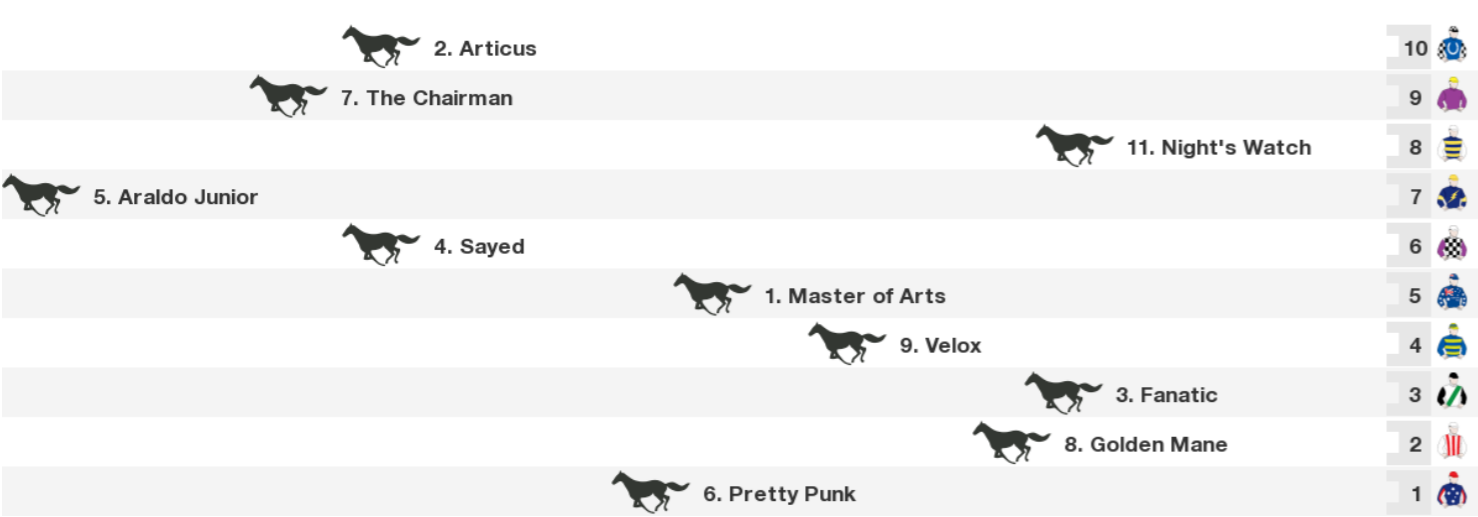 2. Articus 10
7. The Chairman 9
11. Night's Watch 8
5. Araldo Junior 7
4. Sayed 6
1. Master of Arts 5
9. Velox 4
3. Fanatic 3
8. Golden Mane 2
6. Pretty Punk 1